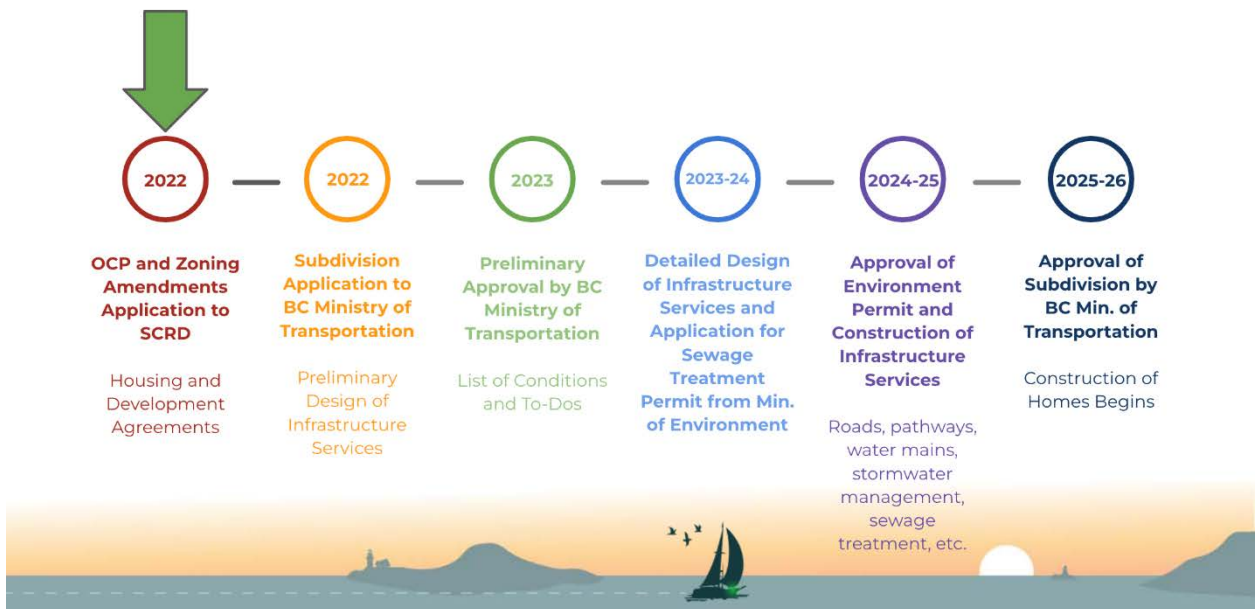 2022
OCP and Zoning
Amendments
Application to
SCRD
Housing and
Development
Agreements
2022
Subdivision
Application to
BC Ministry of
Transportation
Preliminary
Design of
Infrastructure
Services
2023
Preliminary
Approval by BC
Ministry of
Transportation
List of Conditions
and To-Dos
2023-24
Detailed Design
of Infrastructure
Services and
Application for
Sewage
Treatment
Permit from Min.
of Environment
2024-25
Approval of
Environment
Permit and
Construction of
Infrastructure
Services
Roads, pathways,
water mains,
stormwater
management,
sewage
treatment, etc.
2025-26
Approval of
Subdivision by
BC Min. of
Transportation
Construction of
Homes Begins